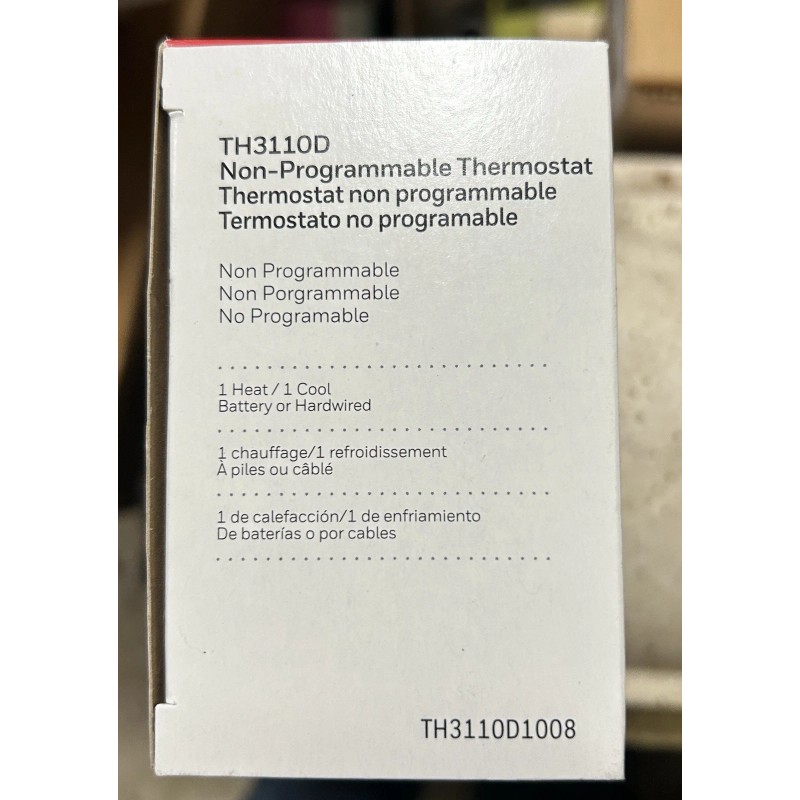 TH3110D
Non-Programmable Thermostat
Thermostat non programmable
Termostato no programable
Non Programmable
Non Porgrammable
No Programable
1 Heat / 1 Cool
Battery or Hardwired
1 chauffage/1 refroidissement
À piles ou câblé
1 de calefacción/1 de enfriamiento
De baterías o por cables
TH3110D1008